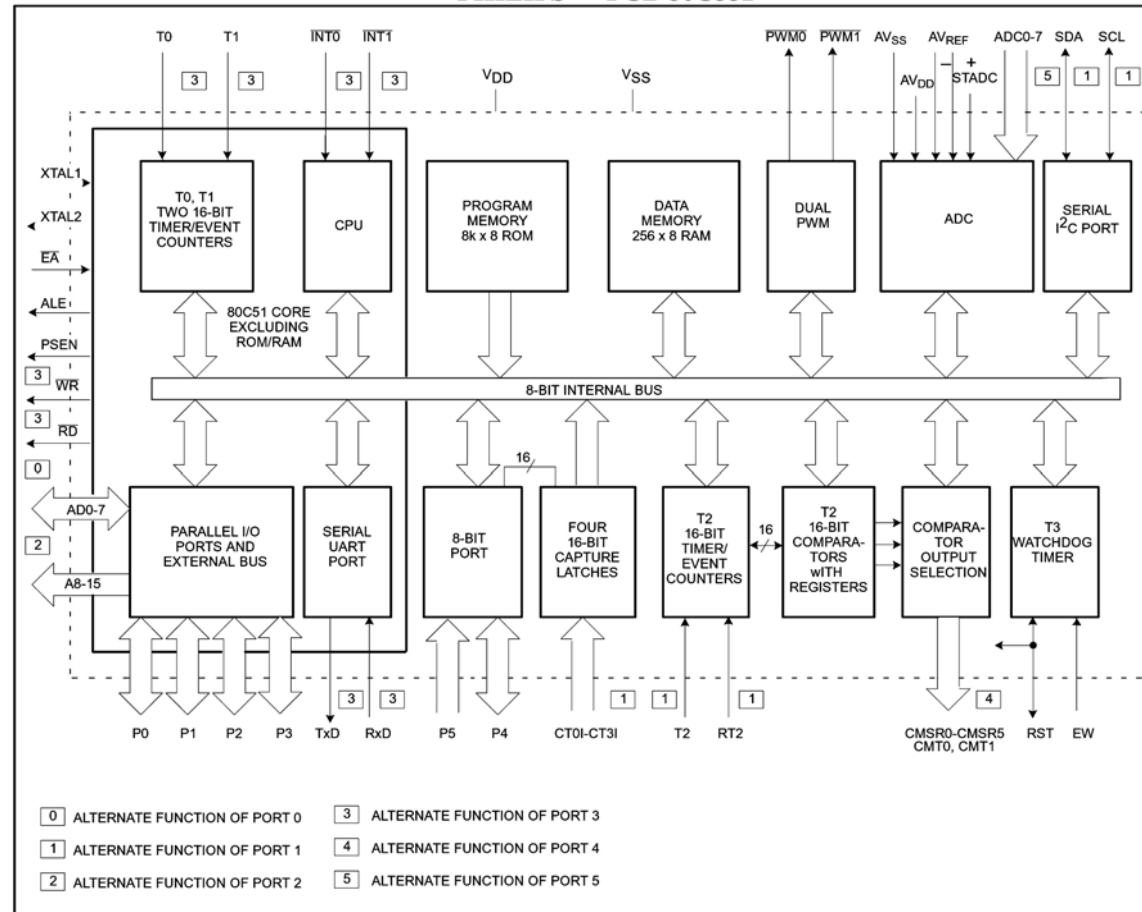 T0 T1 INT0 INT1 PWM0 PWM1 AVSS AVREF ADC0-7 SDA SCL
3 3 3 3 VDD VSS AVDD − + STADC 5 1 1
XTAL1
XTAL2
EA
ALE
PSEN
3
WR
3
RD
0
AD0-7
2
A8-15
T0, T1
TWO 16-BIT
TIMER/EVENT
COUNTERS
CPU
PROGRAM
MEMORY
8k x 8 ROM
DATA
MEMORY
256 x 8 RAM
DUAL
PWM
ADC
SERIAL
I2C PORT
80C51 CORE
EXCLUDING
ROM/RAM
8-BIT INTERNAL BUS
PARALLEL I/O
PORTS AND
EXTERNAL BUS
SERIAL
UART
PORT
8-BIT
PORT
16
FOUR
16-BIT
CAPTURE
LATCHES
T2
16-BIT
TIMER/
EVENT
COUNTERS
16
T2
16-BIT
COMPARA-
TORS
wITH
REGISTERS
COMPARA-
TOR
OUTPUT
SELECTION
T3
WATCHDOG
TIMER
3 3 1 1 1 4
P0 P1 P2 P3 TxD RxD P5 P4 CT0I-CT3I T2 RT2 CMSR0-CMSR5 RST EW
CMT0, CMT1
0 ALTERNATE FUNCTION OF PORT 0
1 ALTERNATE FUNCTION OF PORT 1
2 ALTERNATE FUNCTION OF PORT 2
3 ALTERNATE FUNCTION OF PORT 3
4 ALTERNATE FUNCTION OF PORT 4
5 ALTERNATE FUNCTION OF PORT 5